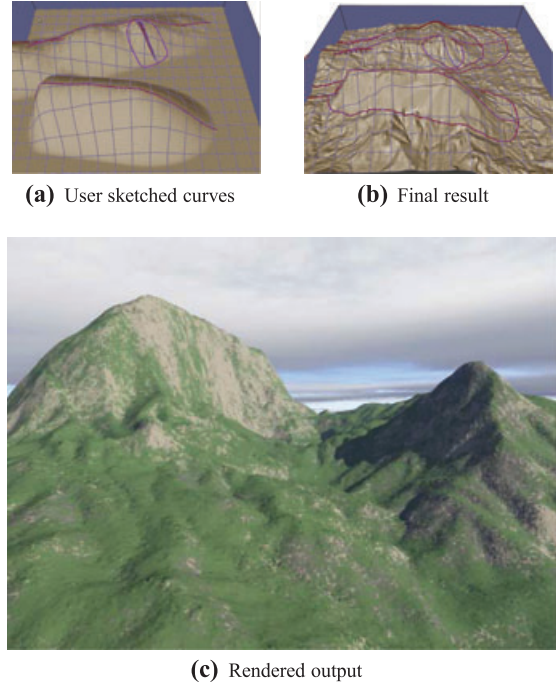 (a) User sketched curves
(b) Final result
(c) Rendered output